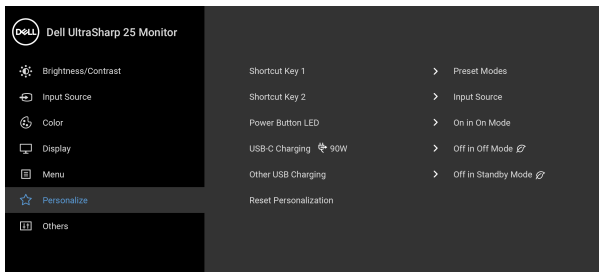 DELL Dell UltraSharp 25 Monitor
Brightness/Contrast
Input Source
Color
Display
Menu
Personalize
Others
Shortcut Key 1 > Preset Modes
Shortcut Key 2 > Input Source
Power Button LED > On in On Mode
USB-C Charging 90W > Off in Off Mode
Other USB Charging > Off in Standby Mode
Reset Personalization